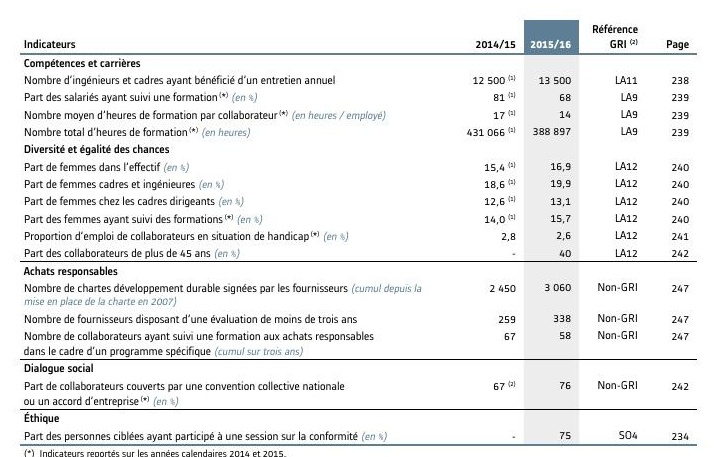 Référence
Indicateurs 2014/15 2015/16 GRI (2) Page
Compétences et carrières
Nombre d'ingénieurs et cadres ayant bénéficié d'un entretien annuel 12 500 (1) 13 500 LA11 238
Part des salariés ayant suivi une formation (*) (en %) 81 (1) 68 LA9 239
Nombre moyen d'heures de formation par collaborateur (*) (en heures / employé) 17 (1) 14 LA9 239
Nombre total d'heures de formation (*) (en heures) 431 066 (1) 388 897 LA9 239
Diversité et égalité des chances
Part de femmes dans l'effectif (en %) 15,4 (1) 16,9 LA12 240
Part de femmes cadres et ingénieures (en %) 18,6 (1) 19,9 LA12 240
Part de femmes chez les cadres dirigeants (en %) 12,6 (1) 13,1 LA12 240
Part des femmes ayant suivi des formations (*) (en %) 14,0 (1) 15,7 LA12 240
Proportion d'emploi de collaborateurs en situation de handicap (*) (en %) 2,8 2,6 LA12 241
Part des collaborateurs de plus de 45 ans (en %) - 40 LA12 242
Achats responsables
Nombre de chartes développement durable signées par les fournisseurs (cumul depuis la 2 450 3 060 Non-GRI 247
mise en place de la charte en 2007)
Nombre de fournisseurs disposant d'une évaluation de moins de trois ans 259 338 Non-GRI 247
Nombre de collaborateurs ayant suivi une formation aux achats responsables 67 58 Non-GRI 247
dans le cadre d'un programme spécifique (cumul sur trois ans)
Dialogue social
Part de collaborateurs couverts par une convention collective nationale 67 (2) 76 Non-GRI 242
ou un accord d'entreprise (*) (en %)
Éthique
Part des personnes ciblées ayant participé à une session sur la conformité (en %) - 75 SO4 234
(*) Indicateurs reportés sur les années calendaires 2014 et 2015.